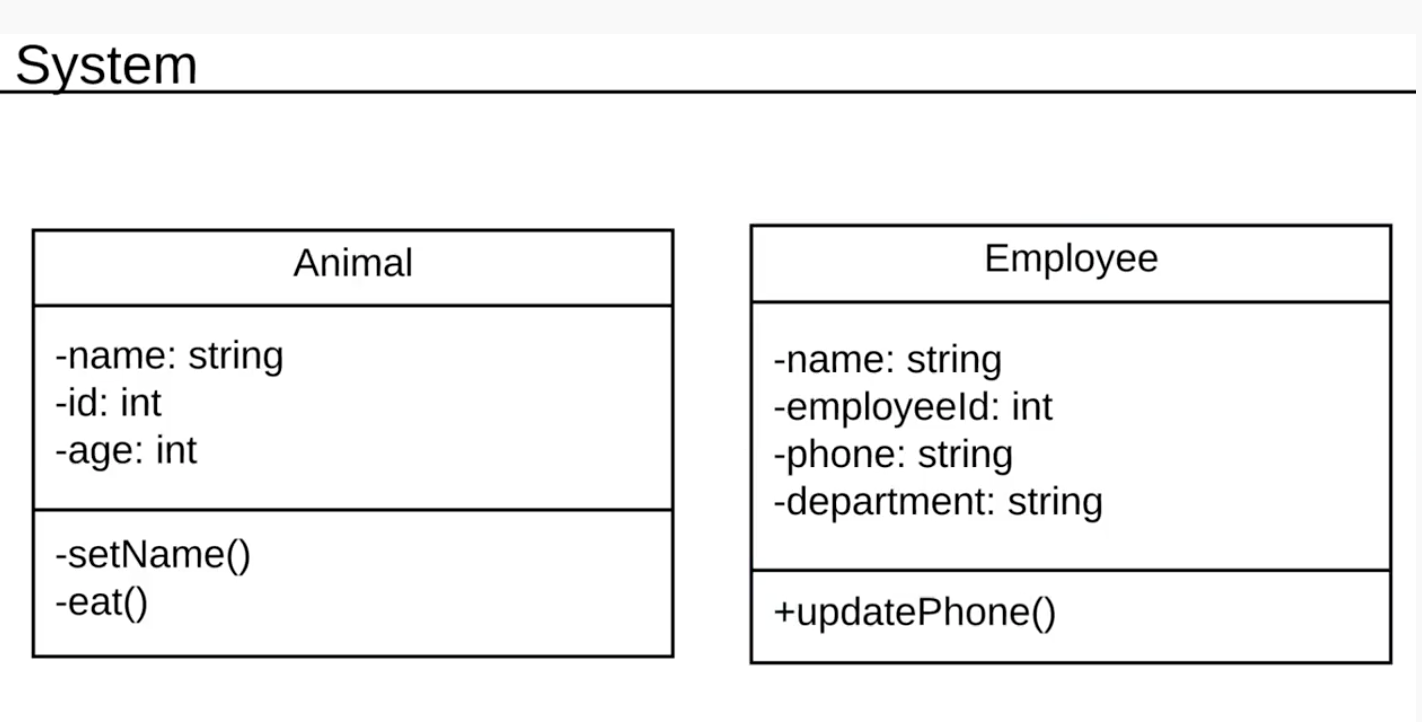 System
Animal
-name: string
-id: int
-age: int
-setName()
-eat()
Employee
-name: string
-employeeId: int
-phone: string
-department: string
+updatePhone()